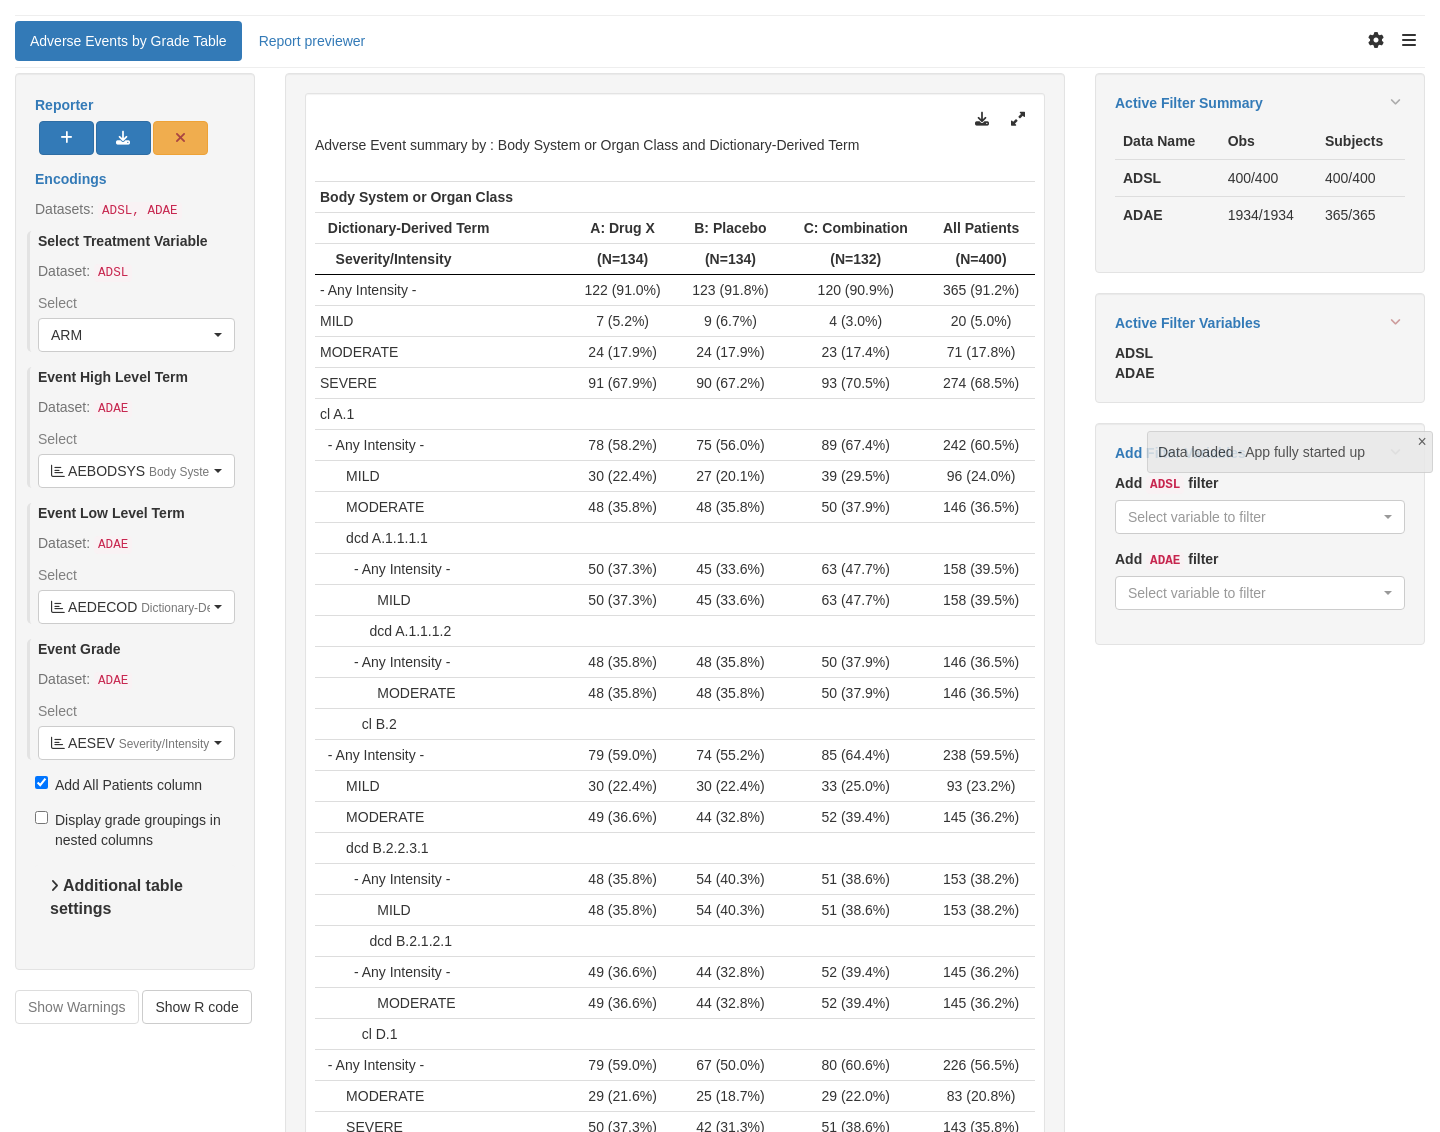 Adverse Events by Grade Table Report previewer
Reporter
Encodings
Datasets: ADSL, ADAE
Select Treatment Variable
Dataset: ADSL
Select
ARM
Event High Level Term
Dataset: ADAE
Select
AEBODSYS Body Syste
Event Low Level Term
Dataset: ADAE
Select
AEDECOD Dictionary-De
Event Grade
Dataset: ADAE
Select
AESEV Severity/Intensity
Add All Patients column
Display grade groupings in
nested columns
Additional table
settings
Show Warnings Show R code
Adverse Event summary by : Body System or Organ Class and Dictionary-Derived Term
Body System or Organ Class
Dictionary-Derived Term A: Drug X B: Placebo C: Combination All Patients
Severity/Intensity (N=134) (N=134) (N=132) (N=400)
- Any Intensity - 122 (91.0%) 123 (91.8%) 120 (90.9%) 365 (91.2%)
MILD 7 (5.2%) 9 (6.7%) 4 (3.0%) 20 (5.0%)
MODERATE 24 (17.9%) 24 (17.9%) 23 (17.4%) 71 (17.8%)
SEVERE 91 (67.9%) 90 (67.2%) 93 (70.5%) 274 (68.5%)
cl A.1
- Any Intensity - 78 (58.2%) 75 (56.0%) 89 (67.4%) 242 (60.5%)
MILD 30 (22.4%) 27 (20.1%) 39 (29.5%) 96 (24.0%)
MODERATE 48 (35.8%) 48 (35.8%) 50 (37.9%) 146 (36.5%)
dcd A.1.1.1.1
- Any Intensity - 50 (37.3%) 45 (33.6%) 63 (47.7%) 158 (39.5%)
MILD 50 (37.3%) 45 (33.6%) 63 (47.7%) 158 (39.5%)
dcd A.1.1.1.2
- Any Intensity - 48 (35.8%) 48 (35.8%) 50 (37.9%) 146 (36.5%)
MODERATE 48 (35.8%) 48 (35.8%) 50 (37.9%) 146 (36.5%)
cl B.2
- Any Intensity - 79 (59.0%) 74 (55.2%) 85 (64.4%) 238 (59.5%)
MILD 30 (22.4%) 30 (22.4%) 33 (25.0%) 93 (23.2%)
MODERATE 49 (36.6%) 44 (32.8%) 52 (39.4%) 145 (36.2%)
dcd B.2.2.3.1
- Any Intensity - 48 (35.8%) 54 (40.3%) 51 (38.6%) 153 (38.2%)
MILD 48 (35.8%) 54 (40.3%) 51 (38.6%) 153 (38.2%)
dcd B.2.1.2.1
- Any Intensity - 49 (36.6%) 44 (32.8%) 52 (39.4%) 145 (36.2%)
MODERATE 49 (36.6%) 44 (32.8%) 52 (39.4%) 145 (36.2%)
cl D.1
- Any Intensity - 79 (59.0%) 67 (50.0%) 80 (60.6%) 226 (56.5%)
MODERATE 29 (21.6%) 25 (18.7%) 29 (22.0%) 83 (20.8%)
SEVERE 50 (37.3%) 42 (31.3%) 51 (38.6%) 143 (35.8%)
Active Filter Summary
Data Name Obs Subjects
ADSL 400/400 400/400
ADAE 1934/1934 365/365
Active Filter Variables
ADSL
ADAE
Add
Data loaded - App fully started up ×
Add ADSL filter
Select variable to filter
Add ADAE filter
Select variable to filter